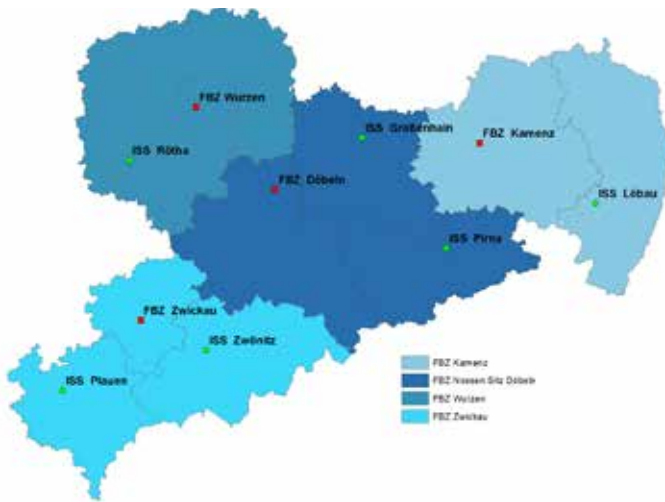 FBZ Wurzen
ISS Großenhain
FBZ Kamenz
ISS Rötha
FBZ Döbeln
ISS Löbau
ISS Pirna
FBZ Zwickau
ISS Zwönitz
ISS Plauen
FBZ Kamenz
FBZ Nossen Sitz Döbeln
FBZ Wurzen
FBZ Zwickau